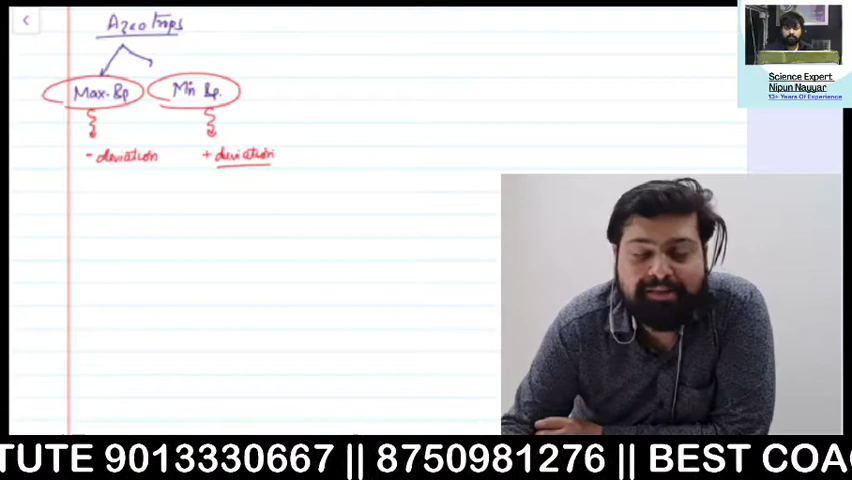 Azeotrops
Max. Bp
Min Bp.
- deviation
+ deviation
Science Expert
Nipun Nayyar
13+ Years Of Experience
TUTE 9013330667 || 8750981276 || BEST COA